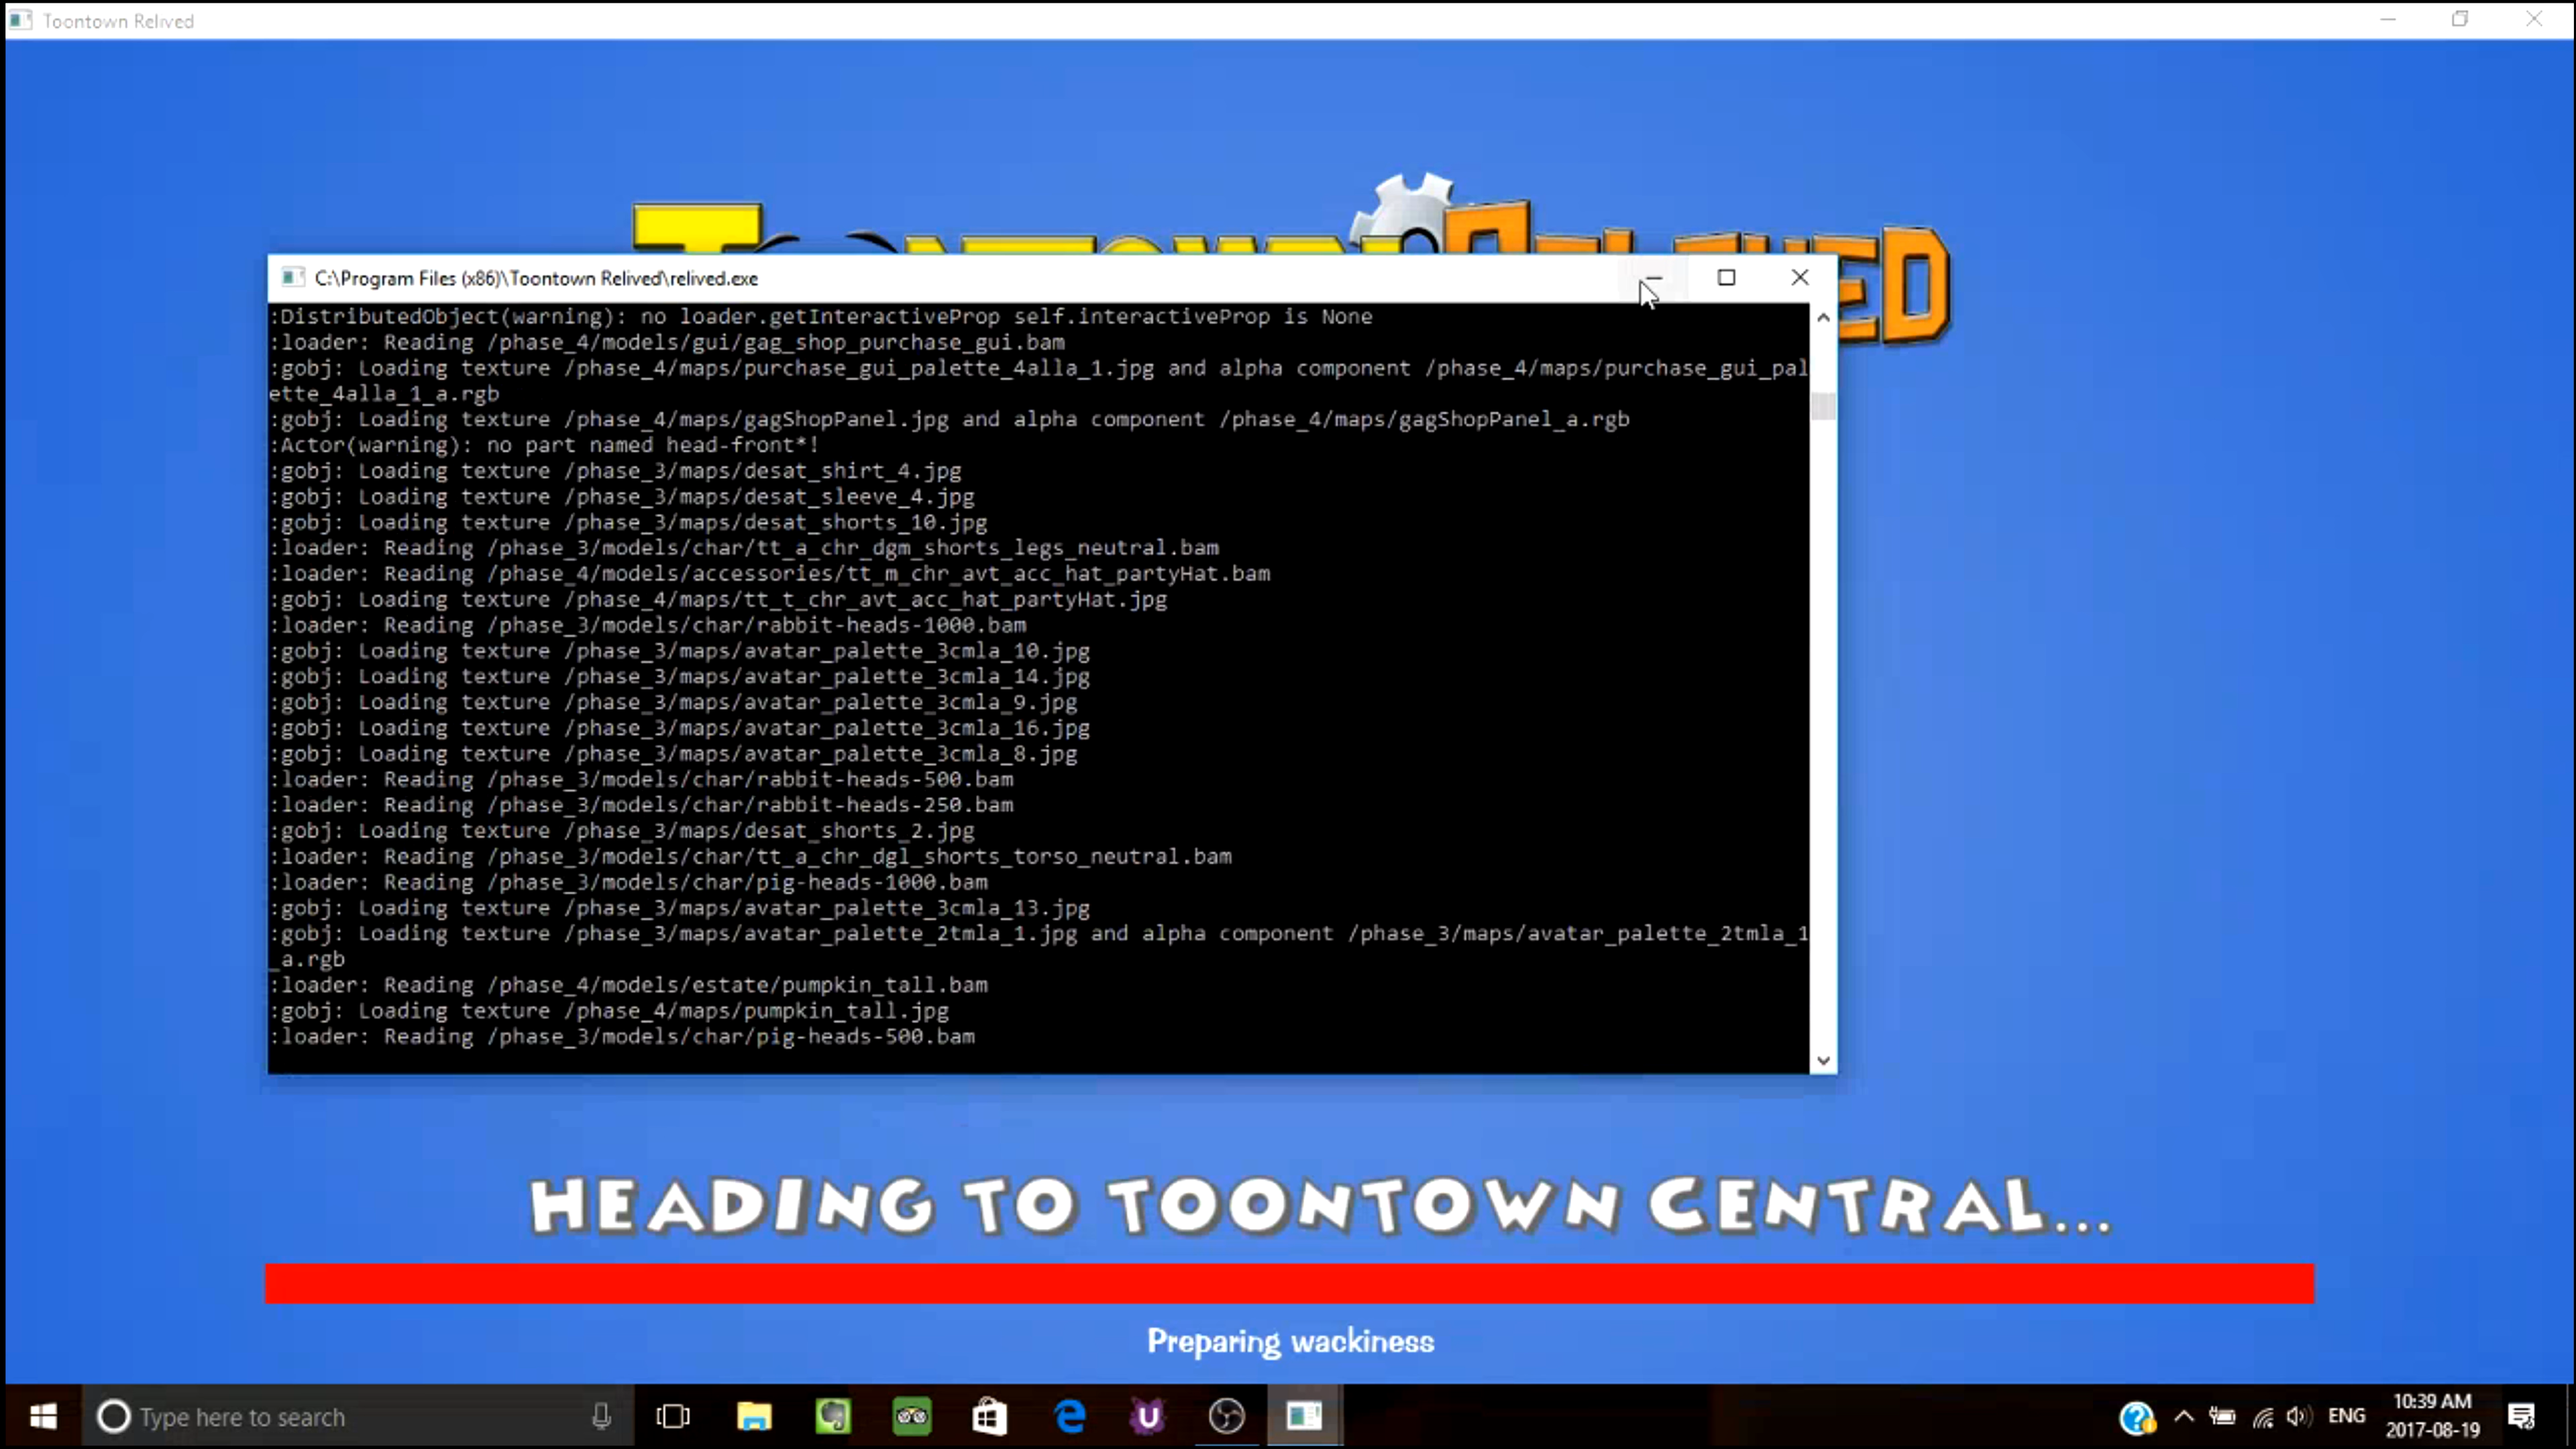 Toontown Relived
C:\Program Files (x86)\Toontown Relived\relived.exe
:DistributedObject(warning): no loader.getInteractiveProp self.interactiveProp is None
:loader: Reading /phase_4/models/gui/gag_shop_purchase_gui.bam
:gobj: Loading texture /phase_4/maps/purchase_gui_palette_4alla_1.jpg and alpha component /phase_4/maps/purchase_gui_pal
ette_4alla_1_a.rgb
:gobj: Loading texture /phase_4/maps/gagShopPanel.jpg and alpha component /phase_4/maps/gagShopPanel_a.rgb
:Actor(warning): no part named head-front*!
:gobj: Loading texture /phase_3/maps/desat_shirt_4.jpg
:gobj: Loading texture /phase_3/maps/desat_sleeve_4.jpg
:gobj: Loading texture /phase_3/maps/desat_shorts_10.jpg
:loader: Reading /phase_3/models/char/tt_a_chr_dgm_shorts_legs_neutral.bam
:loader: Reading /phase_4/models/accessories/tt_m_chr_avt_acc_hat_partyHat.bam
:gobj: Loading texture /phase_4/maps/tt_t_chr_avt_acc_hat_partyHat.jpg
:loader: Reading /phase_3/models/char/rabbit-heads-1000.bam
:gobj: Loading texture /phase_3/maps/avatar_palette_3cmla_10.jpg
:gobj: Loading texture /phase_3/maps/avatar_palette_3cmla_14.jpg
:gobj: Loading texture /phase_3/maps/avatar_palette_3cmla_9.jpg
:gobj: Loading texture /phase_3/maps/avatar_palette_3cmla_16.jpg
:gobj: Loading texture /phase_3/maps/avatar_palette_3cmla_8.jpg
:loader: Reading /phase_3/models/char/rabbit-heads-500.bam
:loader: Reading /phase_3/models/char/rabbit-heads-250.bam
:gobj: Loading texture /phase_3/maps/desat_shorts_2.jpg
:loader: Reading /phase_3/models/char/tt_a_chr_dgl_shorts_torso_neutral.bam
:loader: Reading /phase_3/models/char/pig-heads-1000.bam
:gobj: Loading texture /phase_3/maps/avatar_palette_3cmla_13.jpg
:gobj: Loading texture /phase_3/maps/avatar_palette_2tmla_1.jpg and alpha component /phase_3/maps/avatar_palette_2tmla_1
_a.rgb
:loader: Reading /phase_4/models/estate/pumpkin_tall.bam
:gobj: Loading texture /phase_4/maps/pumpkin_tall.jpg
:loader: Reading /phase_3/models/char/pig-heads-500.bam
HEADING TO TOONTOWN CENTRAL...
Preparing wackiness
Type here to search
ENG
10:39 AM
2017-08-19